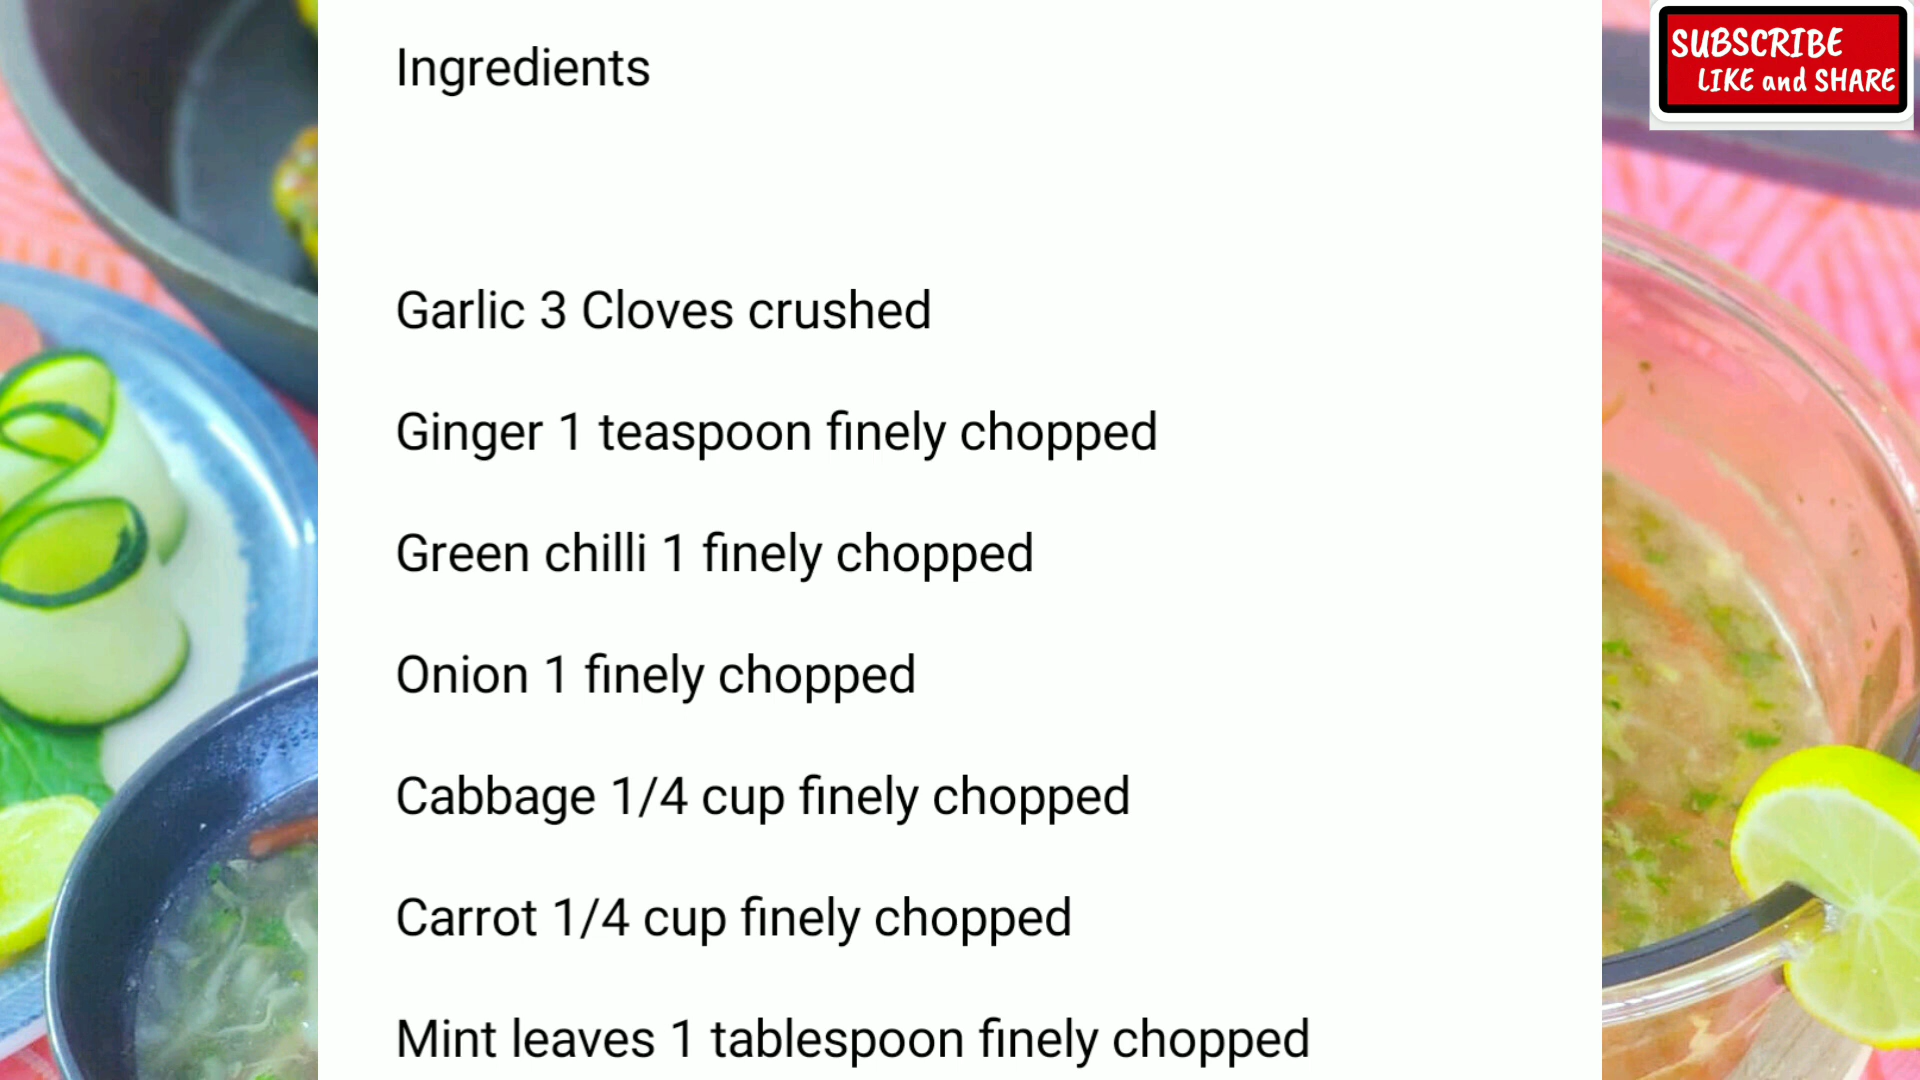 Ingredients
SUBSCRIBE
LIKE and SHARE
Garlic 3 Cloves crushed
Ginger 1 teaspoon finely chopped
Green chilli 1 finely chopped
Onion 1 finely chopped
Cabbage 1/4 cup finely chopped
Carrot 1/4 cup finely chopped
Mint leaves 1 tablespoon finely chopped